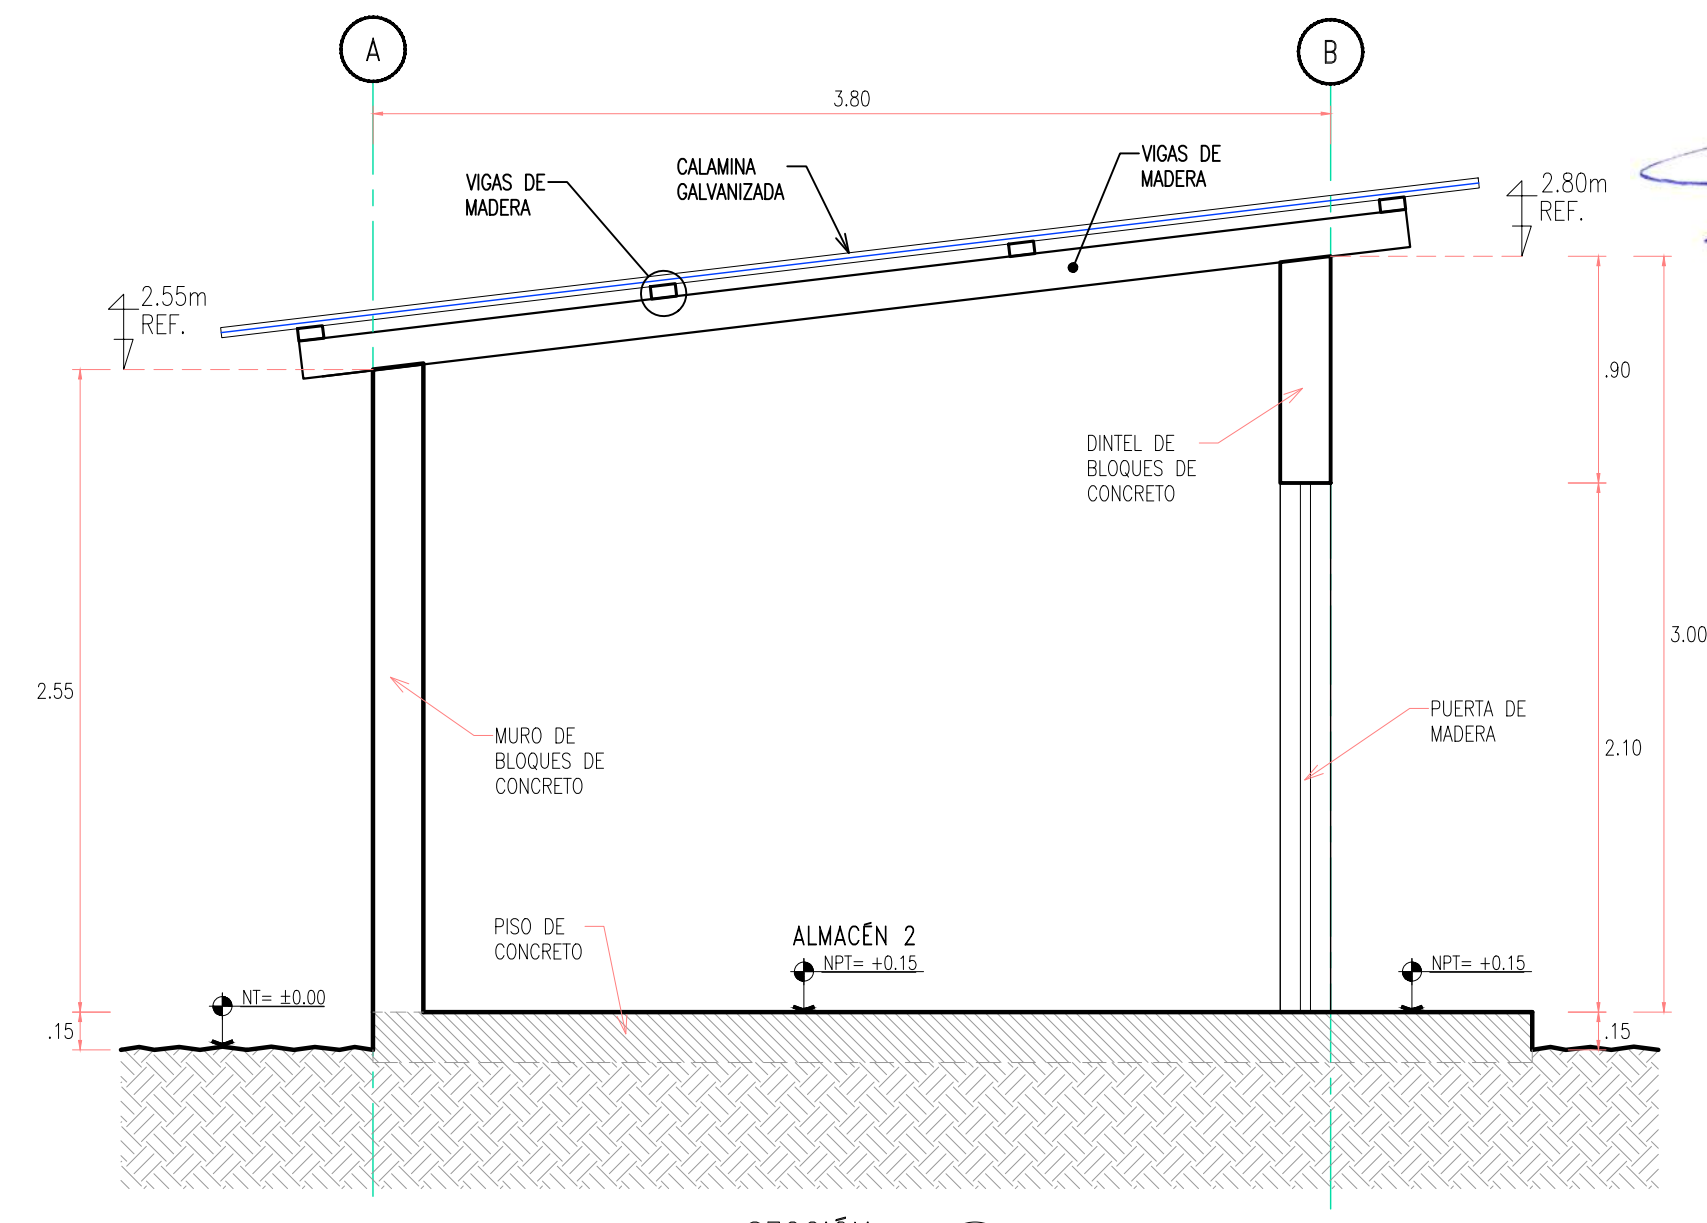 A
B
3.80
VIGAS DE
MADERA
CALAMINA
GALVANIZADA
VIGAS DE
MADERA
2.80m
REF.
2.55m
REF.
.90
DINTEL DE
BLOQUES DE
CONCRETO
3.00
2.55
PUERTA DE
MADERA
2.10
MURO DE
BLOQUES DE
CONCRETO
PISO DE
CONCRETO
ALMACÉN 2
NPT= +0.15
NPT= +0.15
NT= ±0.00
.15
.15